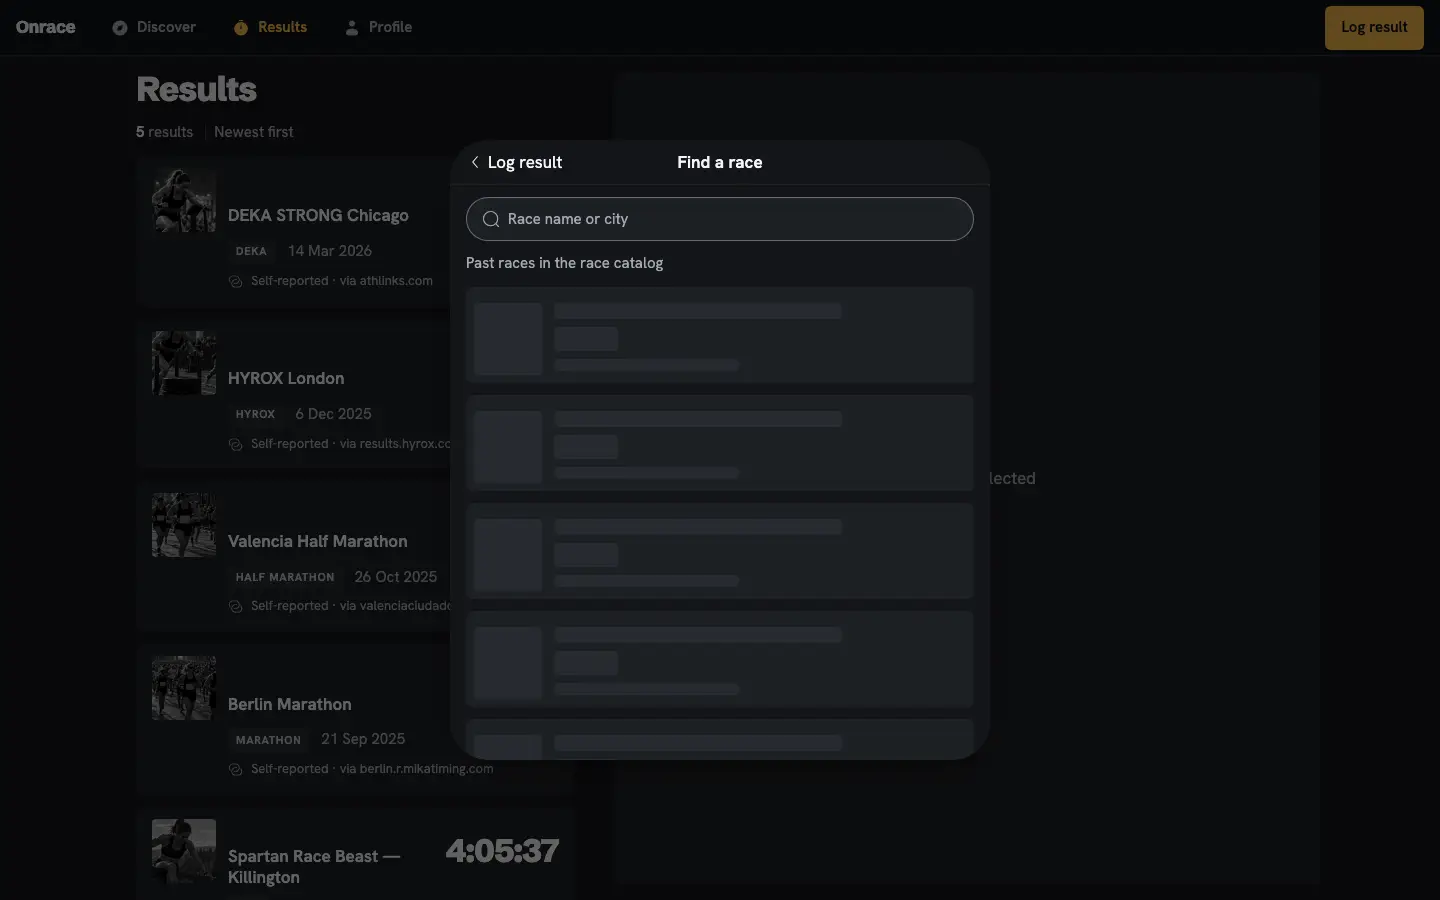 Onrace
Discover
Results
Profile
Log result
Results
5 results
Newest first
DEKA STRONG Chicago
DEKA
14 Mar 2026
Self-reported · via athlinks.com
HYROX London
HYROX
6 Dec 2025
Self-reported · via results.hyrox.co
Valencia Half Marathon
HALF MARATHON
26 Oct 2025
Self-reported · via valenciaciudad
Berlin Marathon
MARATHON
21 Sep 2025
Self-reported · via berlin.r.mikatiming.com
Spartan Race Beast —
Killington
4:05:37
Log result
Find a race
Race name or city
Past races in the race catalog
lected